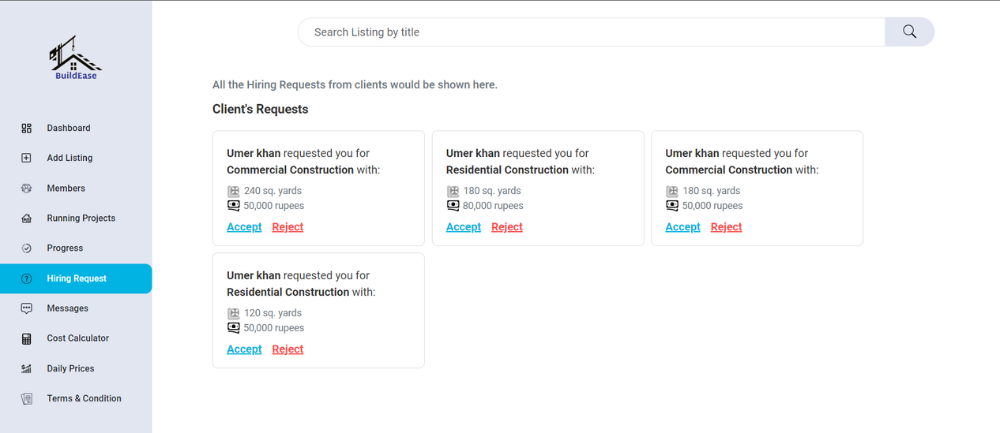 BuildEase
Dashboard
Add Listing
Members
Running Projects
Progress
Hiring Request
Messages
Cost Calculator
Daily Prices
Terms & Condition
Search Listing by title
All the Hiring Requests from clients would be shown here.
Client's Requests
Umer khan requested you for
Commercial Construction with:
240 sq. yards
50,000 rupees
Accept Reject
Umer khan requested you for
Residential Construction with:
180 sq. yards
80,000 rupees
Accept Reject
Umer khan requested you for
Commercial Construction with:
180 sq. yards
50,000 rupees
Accept Reject
Umer khan requested you for
Residential Construction with:
120 sq. yards
50,000 rupees
Accept Reject